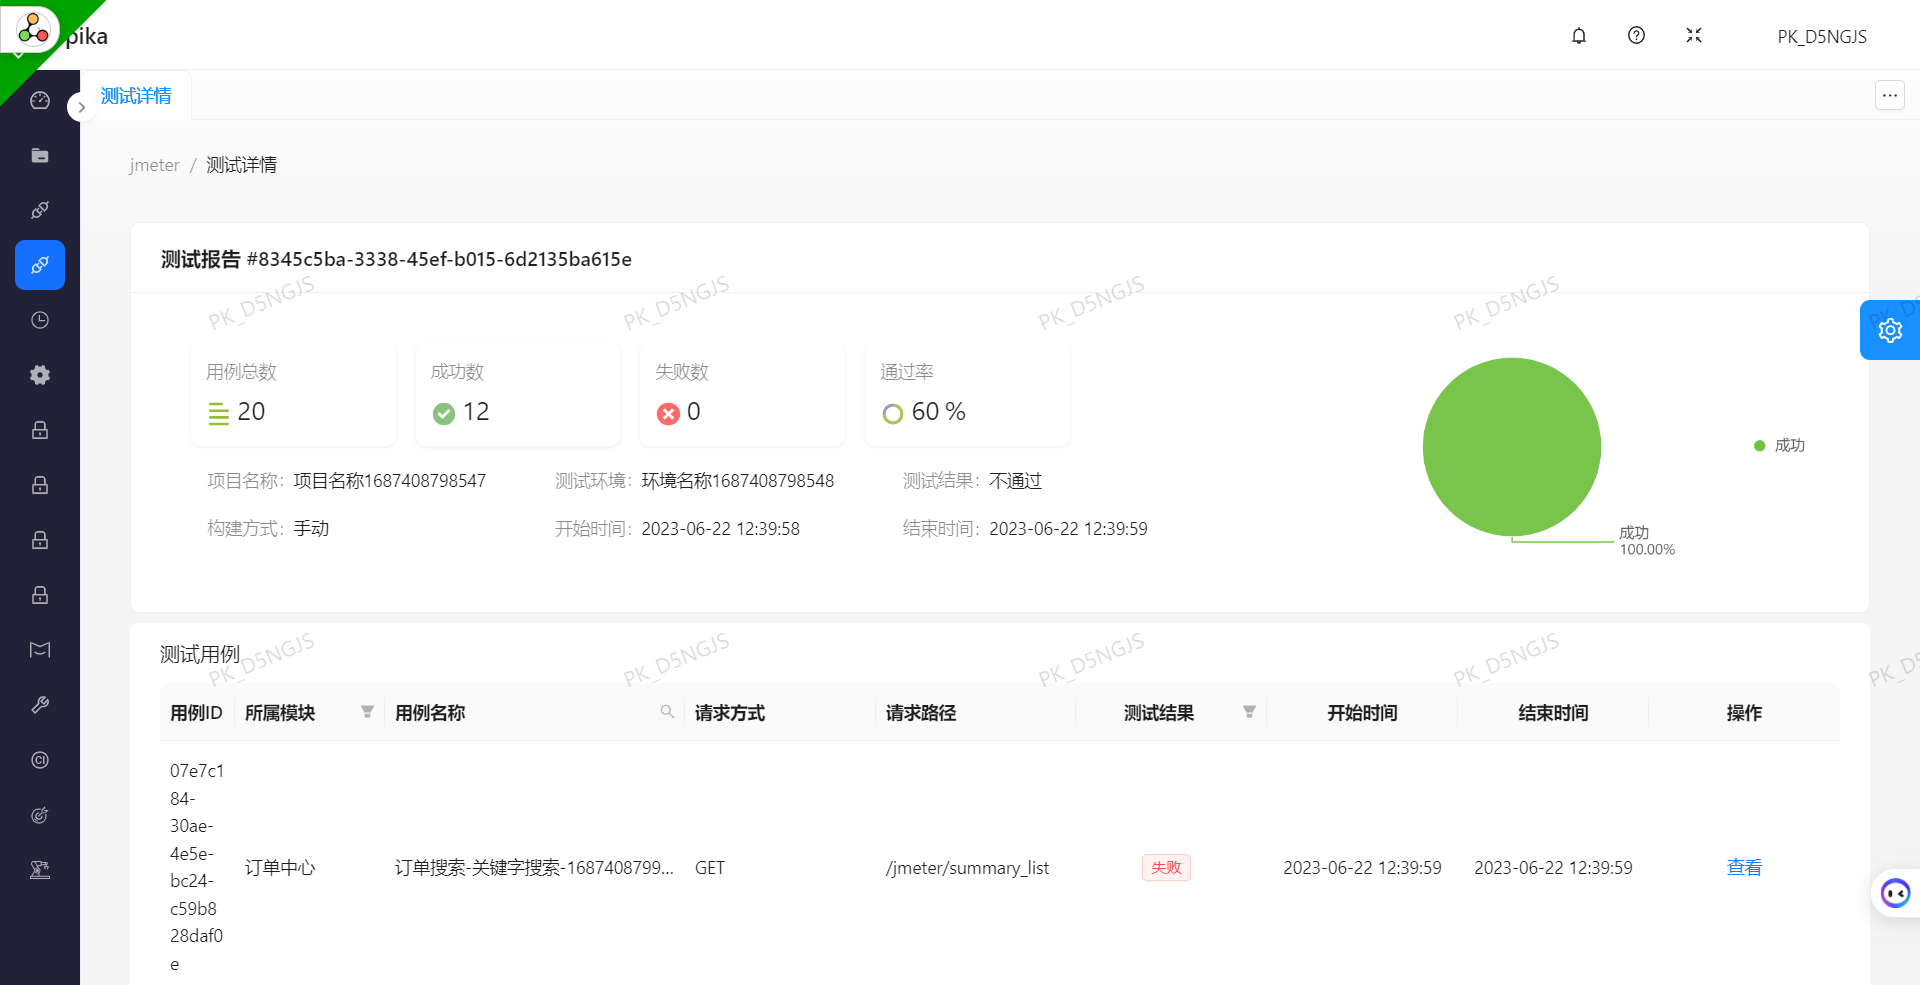 pika
PK_D5NGJS
测试详情
jmeter / 测试详情
测试报告 #8345c5ba-3338-45ef-b015-6d2135ba615e
用例总数
20
成功数
12
失败数
0
通过率
60 %
项目名称: 项目名称1687408798547
测试环境: 环境名称1687408798548
测试结果: 不通过
构建方式: 手动
开始时间: 2023-06-22 12:39:58
结束时间: 2023-06-22 12:39:59
成功
成功
100.00%
PK_D5NGJS PK_D5NGJS PK_D5NGJS PK_D5NGJS
测试用例
PK_D5NGJS PK_D5NGJS PK_D5NGJS PK_D5NGJS
用例ID 所属模块 用例名称 请求方式 请求路径 测试结果 开始时间 结束时间 操作
07e7c1
84-
30ae-
4e5e-
bc24-
c59b8
28daf0
e
订单中心 订单搜索-关键字搜索-1687408799... GET /jmeter/summary_list 失败 2023-06-22 12:39:59 2023-06-22 12:39:59 查看